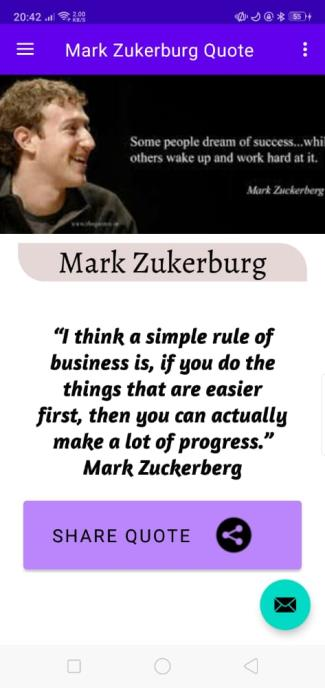 20:42 2.00 KB/S 55
Mark Zukerburg Quote
Some people dream of success...whi
others wake up and work hard at it.
Mark Zuckerberg
Mark Zukerburg
“I think a simple rule of
business is, if you do the
things that are easier
first, then you can actually
make a lot of progress.”
Mark Zuckerberg
SHARE QUOTE